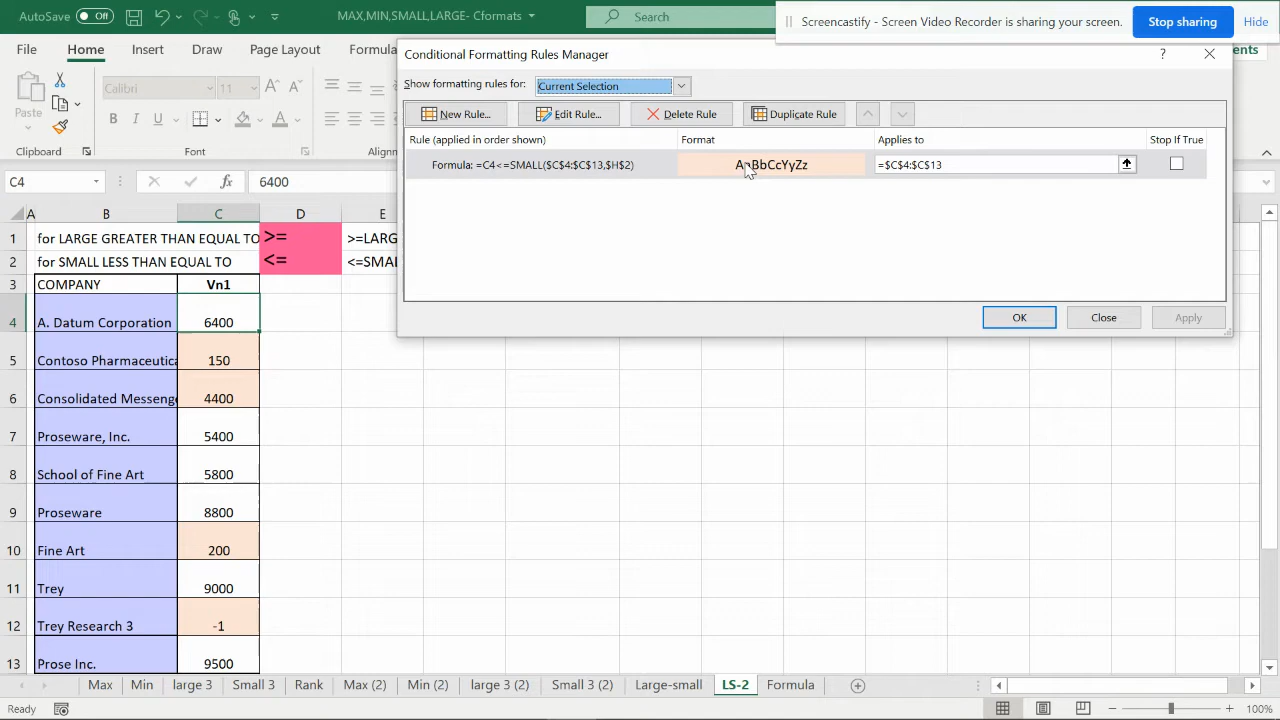 AutoSave Off
MAX,MIN,SMALL,LARGE- Cformats
Search
Screencastify - Screen Video Recorder is sharing your screen.
Stop sharing
Hide
File
Home
Insert
Draw
Page Layout
Formula
Conditional Formatting Rules Manager
Show formatting rules for:
Current Selection
New Rule...
Edit Rule...
Delete Rule
Duplicate Rule
Rule (applied in order shown)
Format
Applies to
Stop If True
Formula: =C4<=SMALL($C$4:$C$13,$H$2)
AaBbCcYyZz
=$C$4:$C$13
OK
Close
Apply
Paste
Calibri
B I U
Clipboard
Font
C4
fx
6400
A B C D E
1 for LARGE GREATER THAN EQUAL TO >= >=LARG
2 for SMALL LESS THAN EQUAL TO <= <=SMAL
3 COMPANY Vn1
4 A. Datum Corporation 6400
5 Contoso Pharmaceutica 150
6 Consolidated Messenge 4400
7 Proseware, Inc. 5400
8 School of Fine Art 5800
9 Proseware 8800
10 Fine Art 200
11 Trey 9000
12 Trey Research 3 -1
13 Prose Inc. 9500
Max
Min
large 3
Small 3
Rank
Max (2)
Min (2)
large 3 (2)
Small 3 (2)
Large-small
LS-2
Formula
Ready
100%